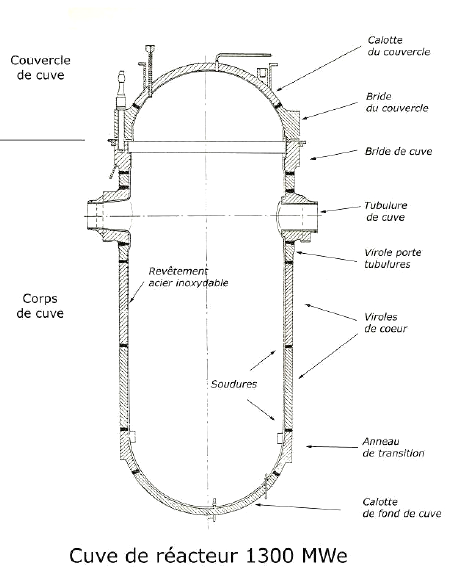 Couvercle
de cuve
Calotte
du couvercle
Bride
du couvercle
Bride de cuve
Tubulure
de cuve
Virole porte
tubulures
Revêtement
acier inoxydable
Corps
de cuve
Viroles
de coeur
Soudures
Anneau
de transition
Calotte
de fond de cuve
Cuve de réacteur 1300 MWe